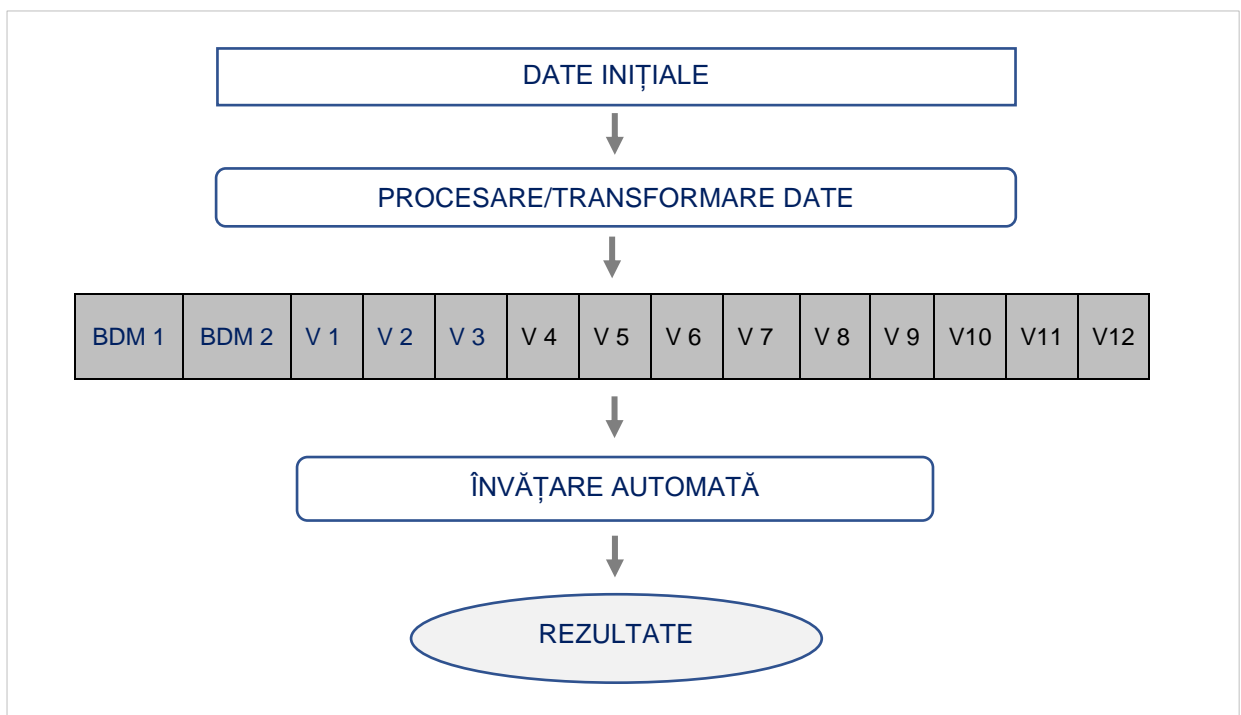 DATE INIȚIALE
PROCESARE/TRANSFORMARE DATE
BDM 1 BDM 2 V 1 V 2 V 3 V 4 V 5 V 6 V 7 V 8 V 9 V10 V11 V12
ÎNVĂȚARE AUTOMATĂ
REZULTATE